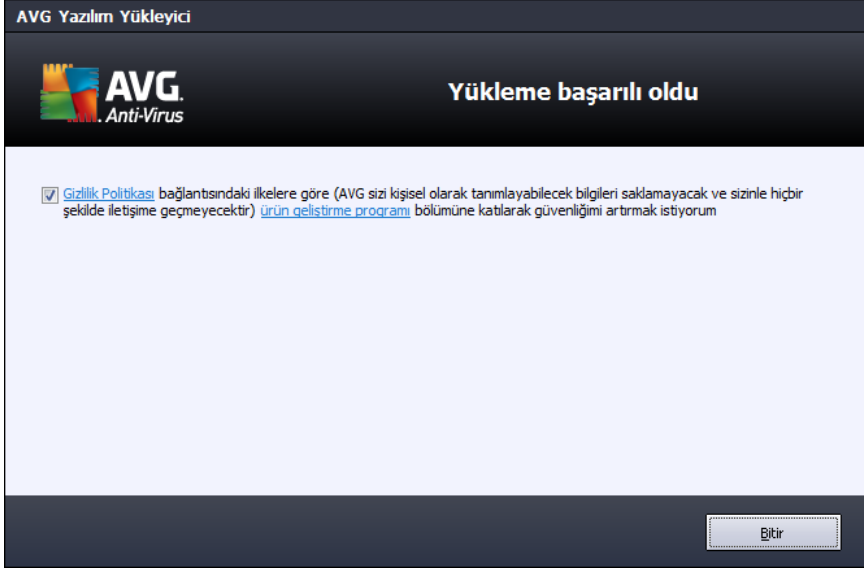 AVG Yazılım Yükleyici
AVG.
Anti-Virus
Yükleme başarılı oldu
Gizlilik Politikası bağlantısındaki ilkelere göre (AVG sizi kişisel olarak tanımlayabilecek bilgileri saklamayacak ve sizinle hiçbir
şekilde iletişime geçmeyecektir) ürün geliştirme programı bölümüne katılarak güvenliğimi artırmak istiyorum
Bitir